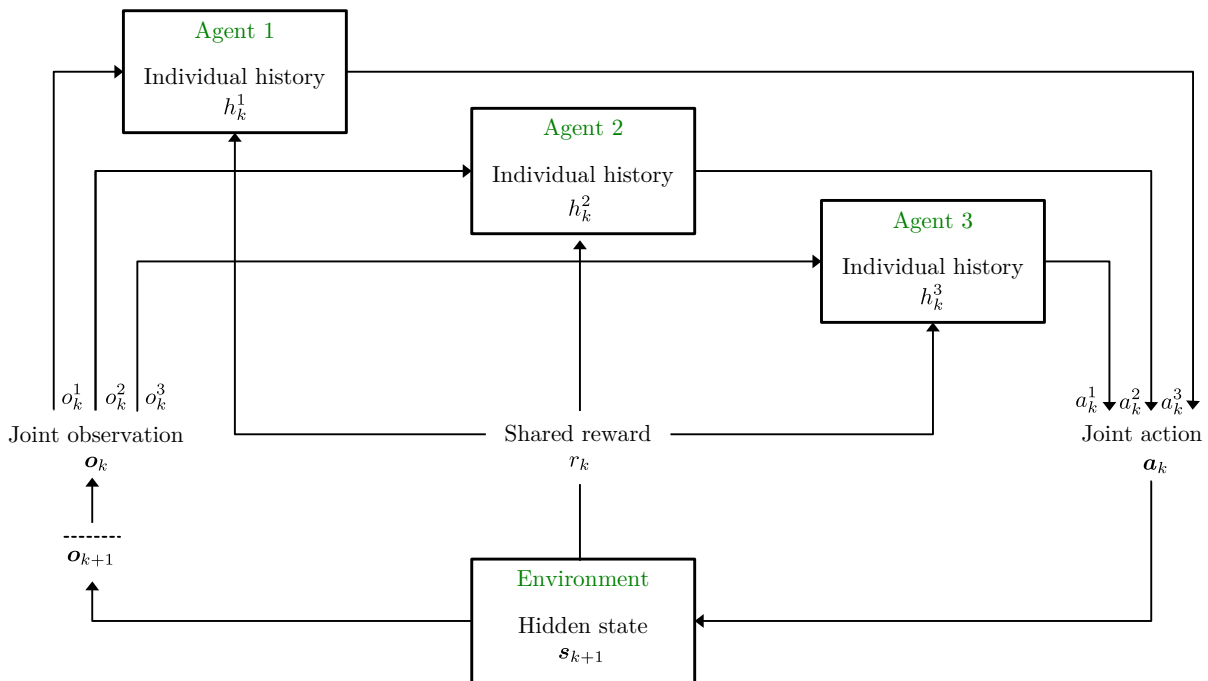 Agent 1
Individual history
h_k^1
Agent 2
Individual history
h_k^2
Agent 3
Individual history
h_k^3
o_k^1 o_k^2 o_k^3
Joint observation
o_k
Shared reward
r_k
a_k^1 a_k^2 a_k^3
Joint action
a_k
o_{k+1}
Environment
Hidden state
s_{k+1}